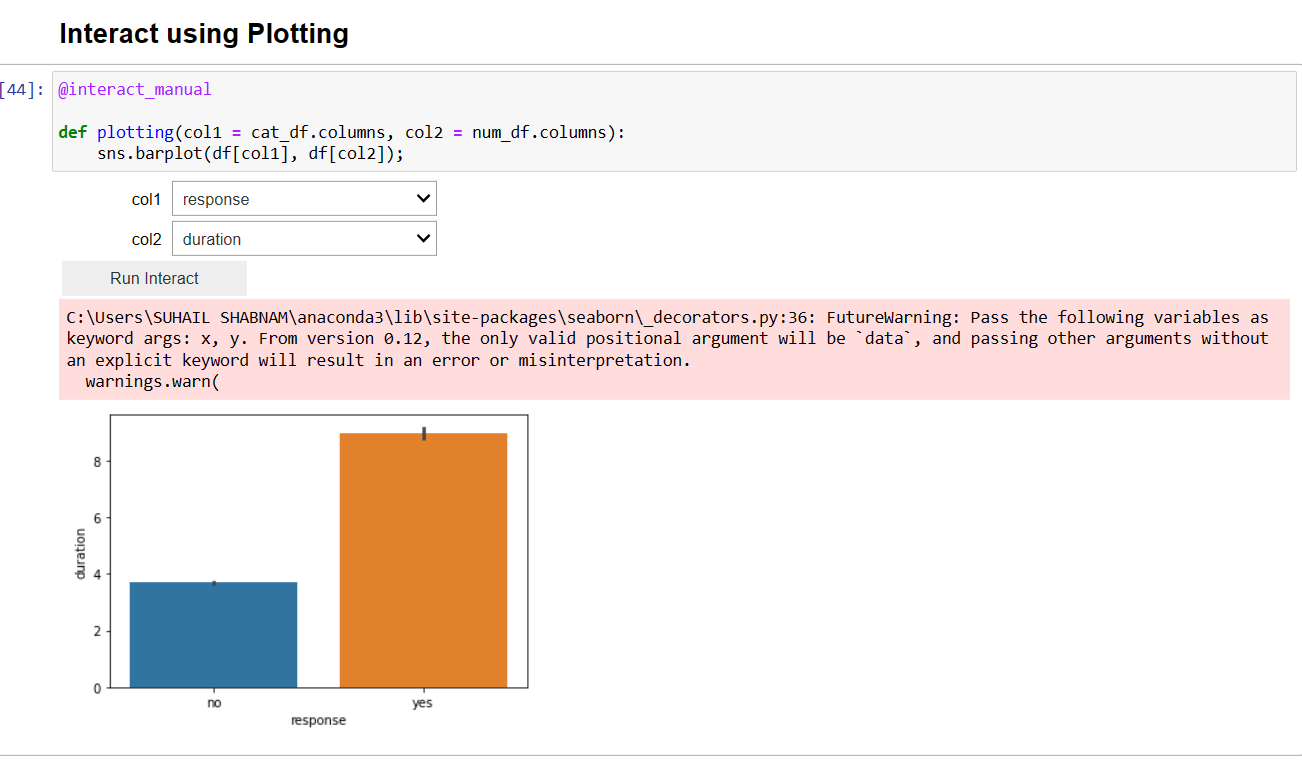 Interact using Plotting
[44]:
@interact_manual
def plotting(col1 = cat_df.columns, col2 = num_df.columns):
sns.barplot(df[col1], df[col2]);
col1 response
col2 duration
Run Interact
C:\Users\SUHAIL SHABNAM\anaconda3\lib\site-packages\seaborn\_decorators.py:36: FutureWarning: Pass the following variables as
keyword args: x, y. From version 0.12, the only valid positional argument will be `data`, and passing other arguments without
an explicit keyword will result in an error or misinterpretation.
warnings.warn(
8
6
4
2
0
duration
no yes
response